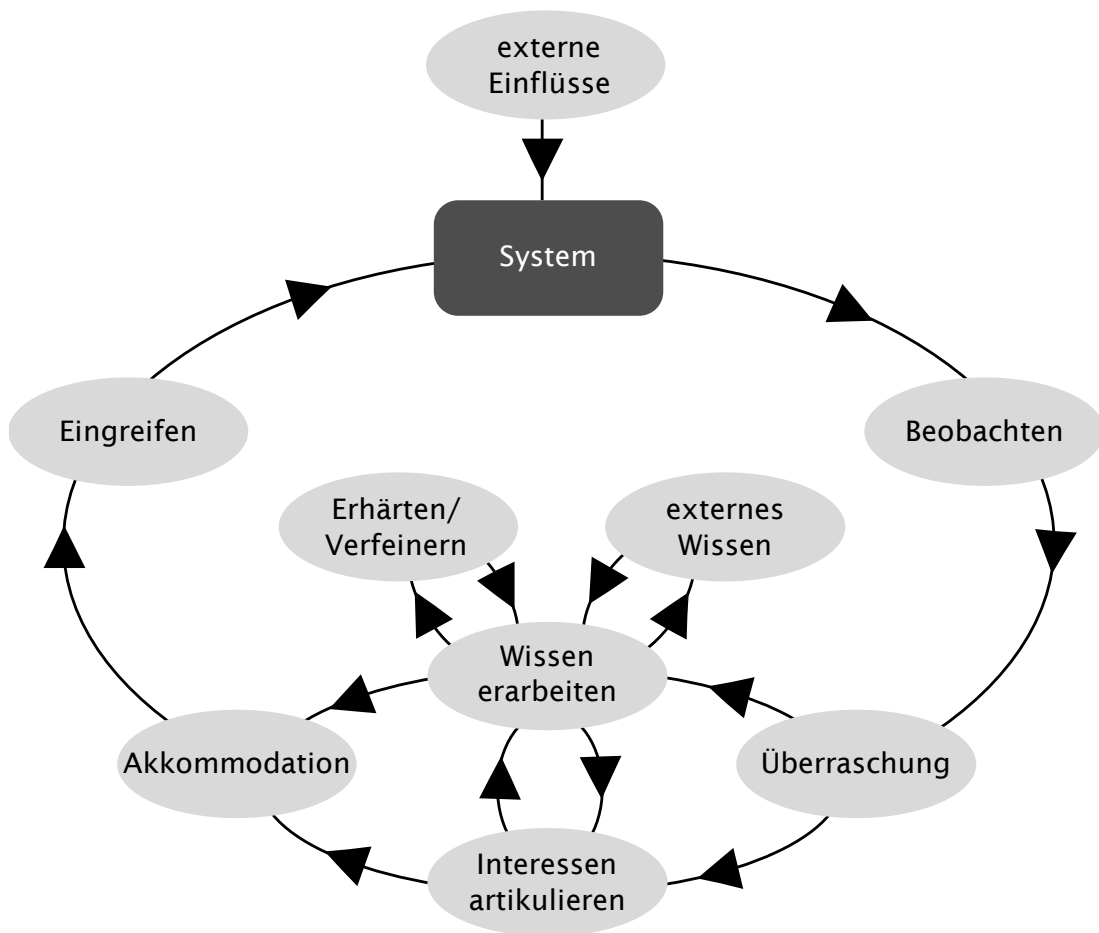 externe
Einflüsse
System
Eingreifen
Beobachten
Erhärten/
Verfeinern
externes
Wissen
Wissen
erarbeiten
Akkommodation
Überraschung
Interessen
artikulieren